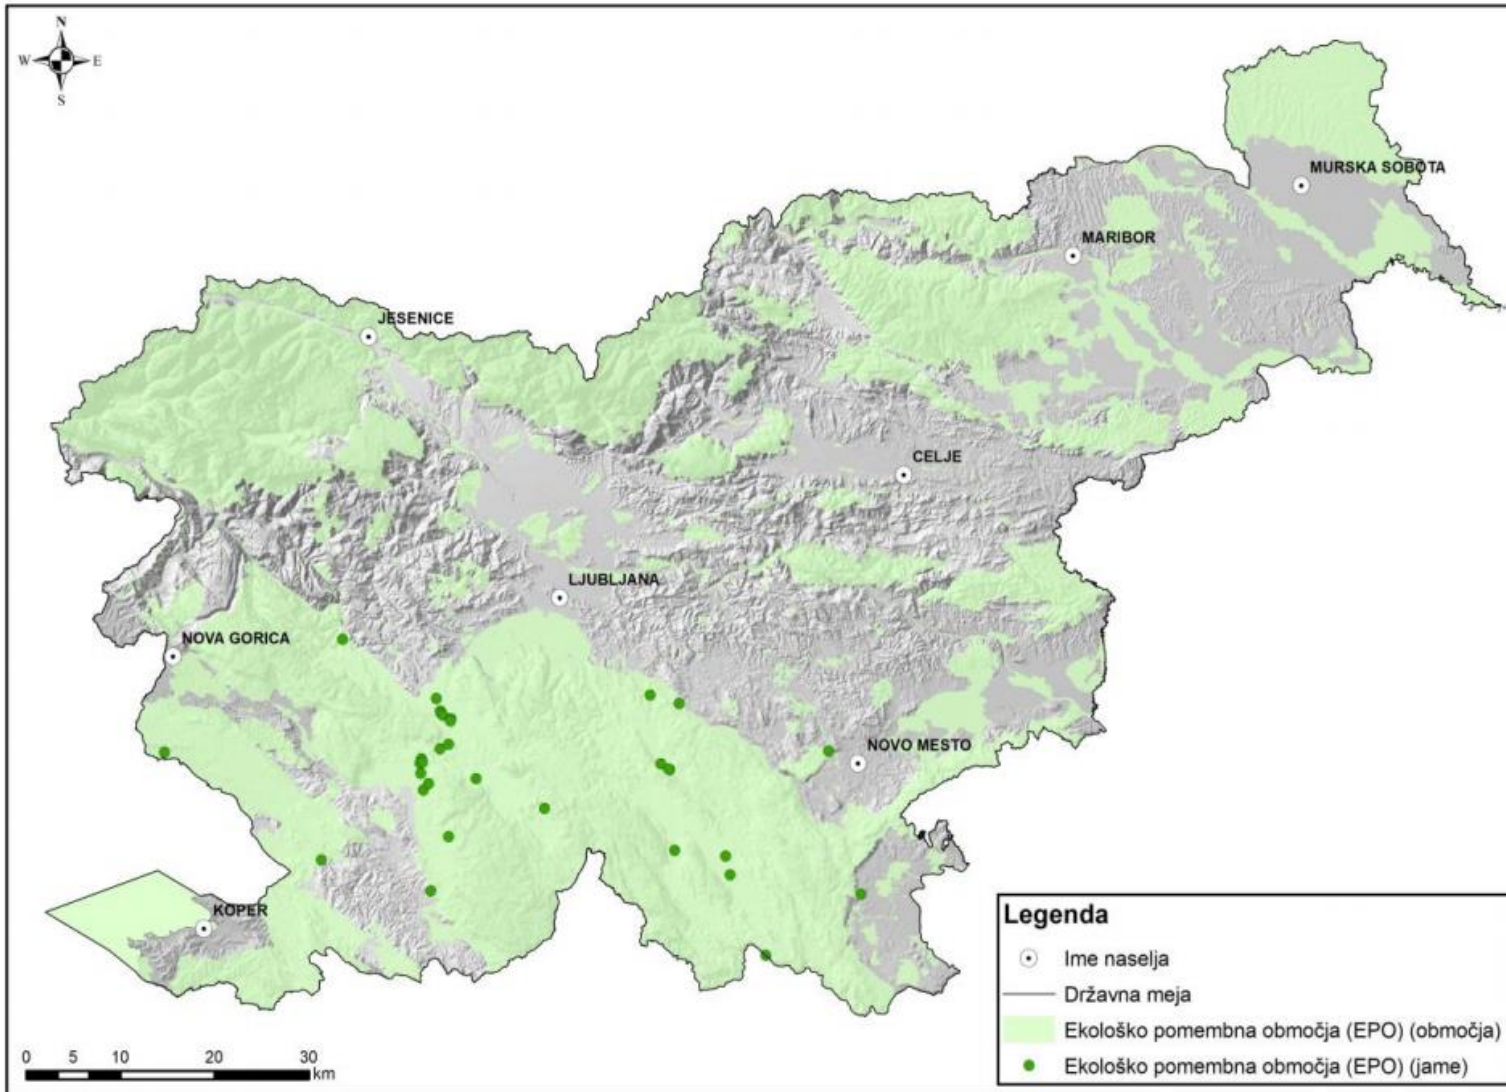 N
W E
S
MURSKA SOBOTA
MARIBOR
JESENICE
CELJE
LJUBLJANA
NOVA GORICA
NOVO MESTO
KOPER
Legenda
Ime naselja
Državna meja
Ekološko pomembna območja (EPO) (območja)
Ekološko pomembna območja (EPO) (jame)
0 5 10 20 30
km